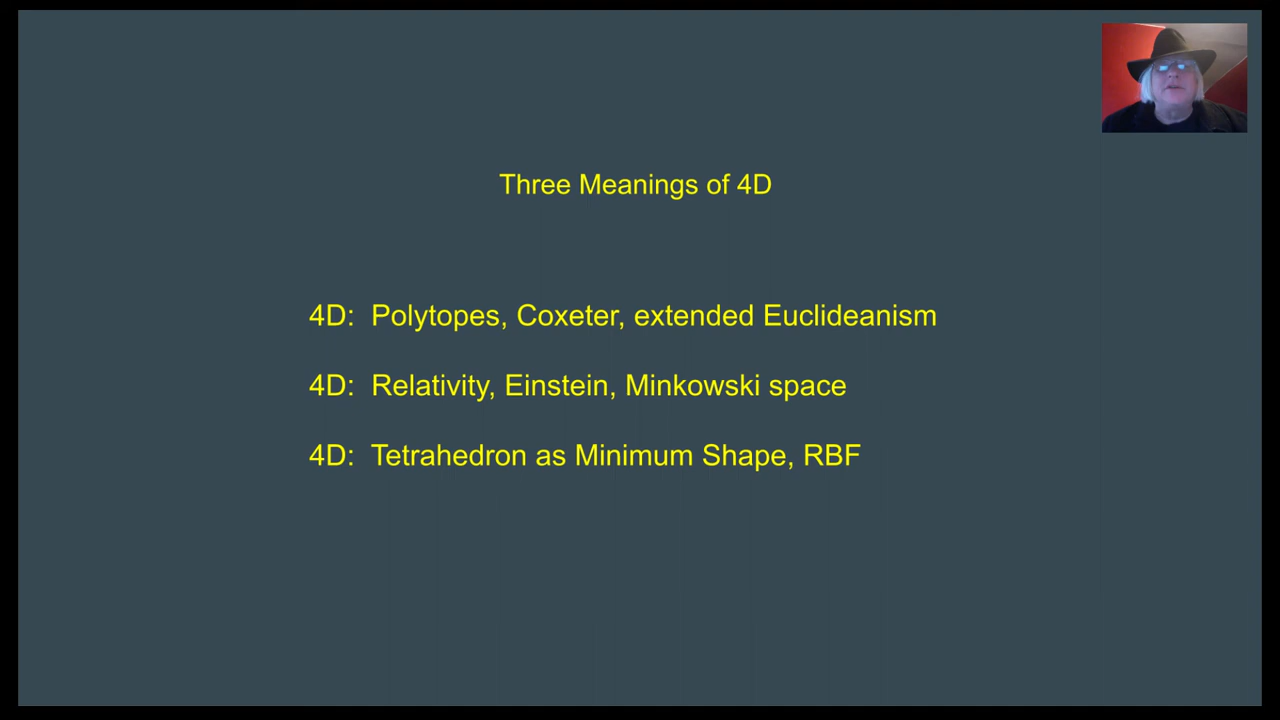 Three Meanings of 4D
4D: Polytopes, Coxeter, extended Euclideanism
4D: Relativity, Einstein, Minkowski space
4D: Tetrahedron as Minimum Shape, RBF